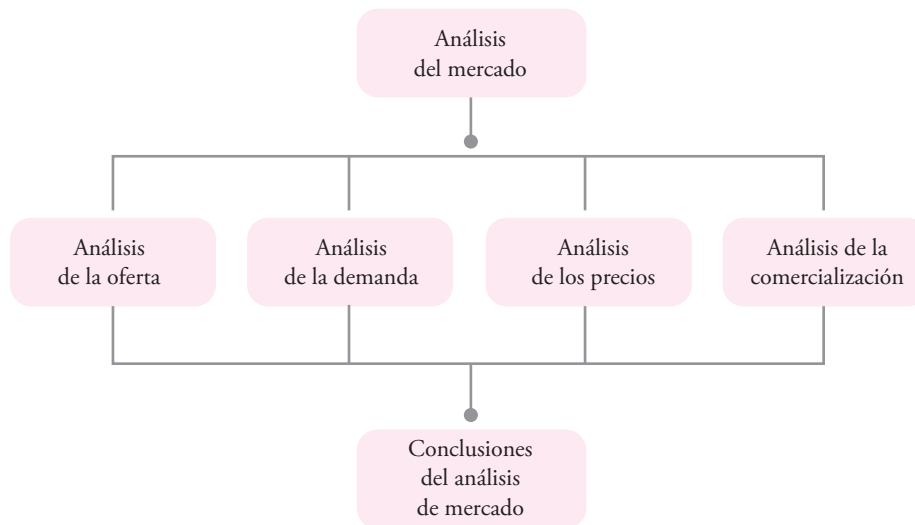 Análisis
del mercado
Análisis
de la oferta
Análisis
de la demanda
Análisis
de los precios
Análisis de la
comercialización
Conclusiones
del análisis
de mercado